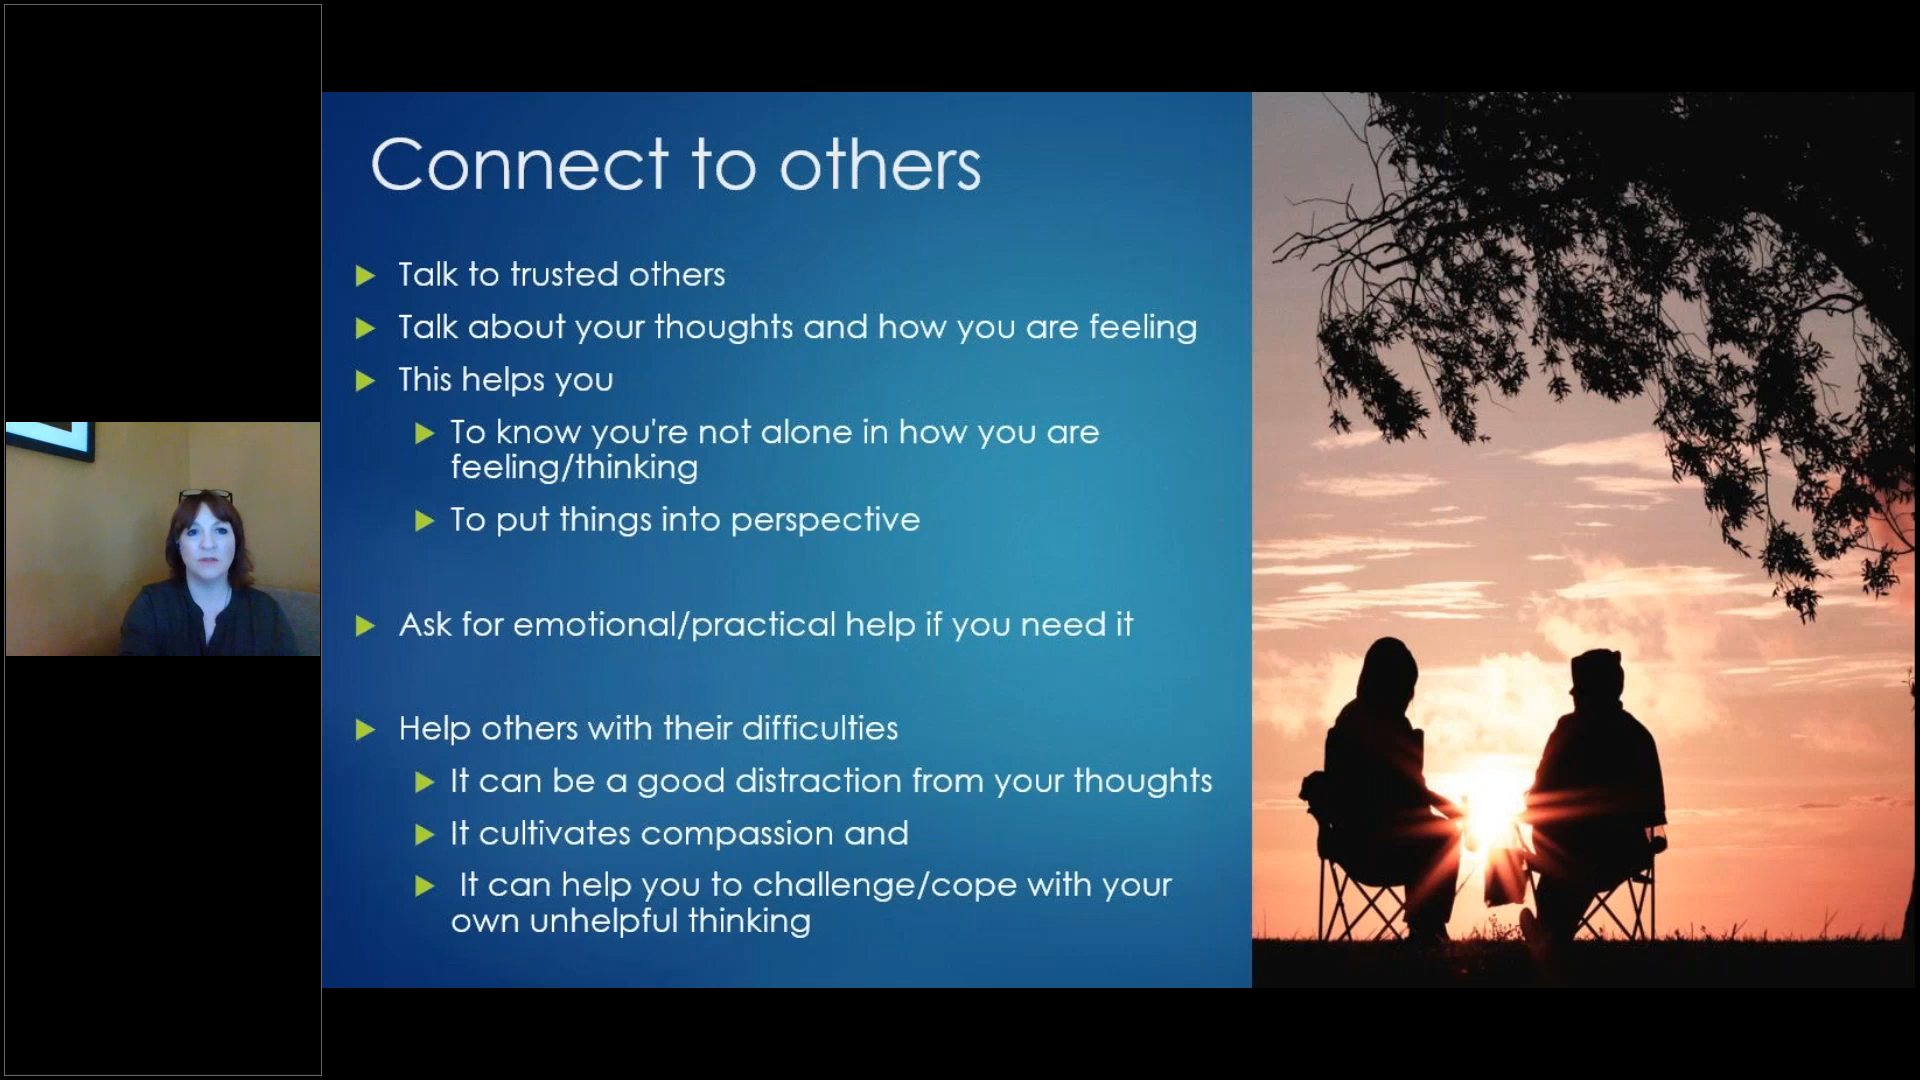 Connect to others
Talk to trusted others
Talk about your thoughts and how you are feeling
This helps you
To know you're not alone in how you are
feeling/thinking
To put things into perspective
Ask for emotional/practical help if you need it
Help others with their difficulties
It can be a good distraction from your thoughts
It cultivates compassion and
It can help you to challenge/cope with your
own unhelpful thinking